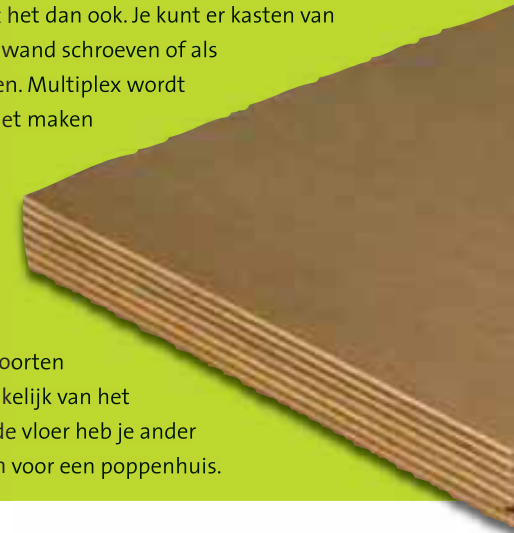 het dan ook. Je kunt er kasten van
wand schroeven of als
en. Multiplex wordt
et maken
oorten
kelijk van het
de vloer heb je ander
voor een poppenhuis.